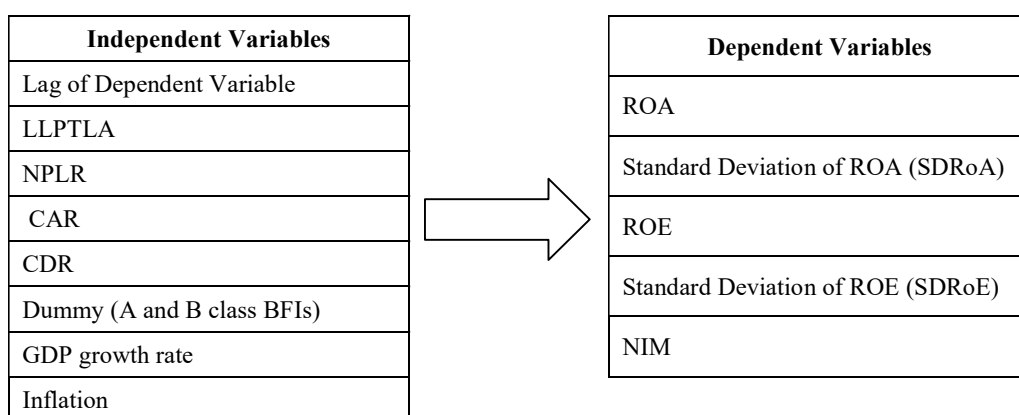 Independent Variables
Lag of Dependent Variable
LLPTLA
NPLR
CAR
CDR
Dummy (A and B class BFIs)
GDP growth rate
Inflation
Dependent Variables
ROA
Standard Deviation of ROA (SDRoA)
ROE
Standard Deviation of ROE (SDRoE)
NIM